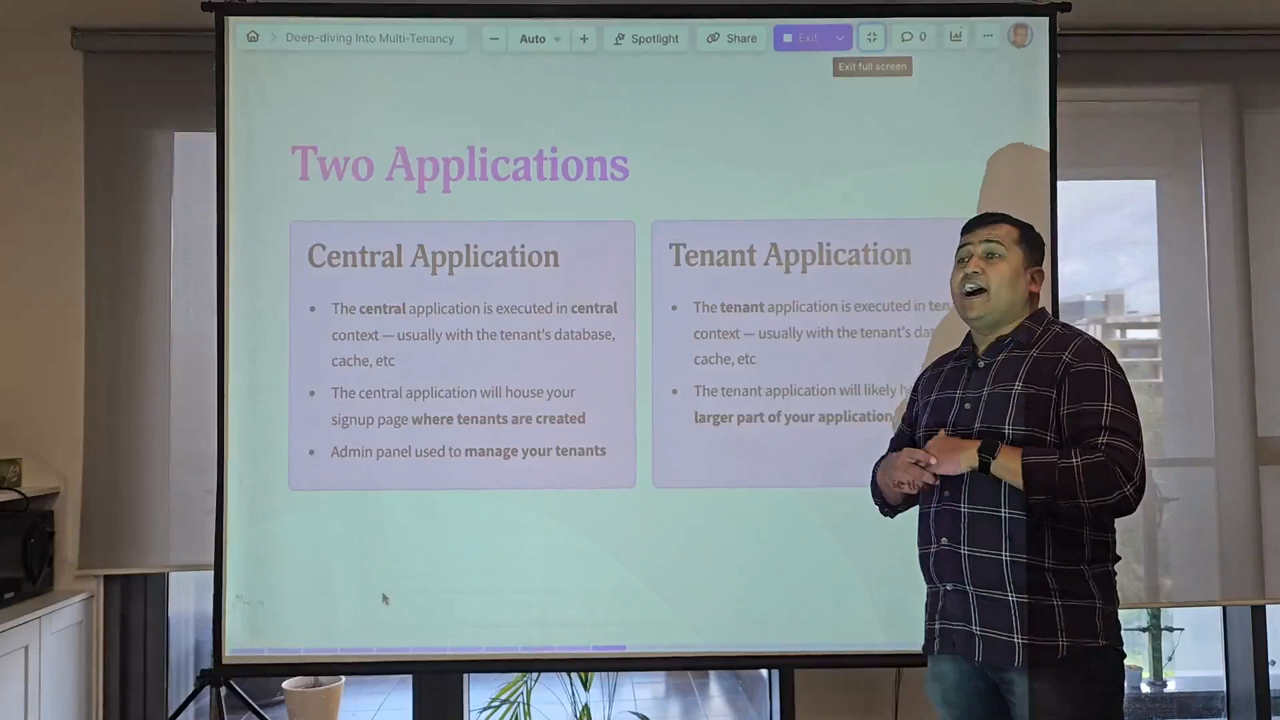 Deep-diving Into Multi-Tenancy
Auto
Spotlight
Share
Exit
0
Exit full screen
Two Applications
Central Application
The central application is executed in central
context — usually with the tenant's database,
cache, etc
The central application will house your
signup page where tenants are created
Admin panel used to manage your tenants
Tenant Application
The tenant application is executed in
context — usually with the tenant's
cache, etc
The tenant application will likely
larger part of your application